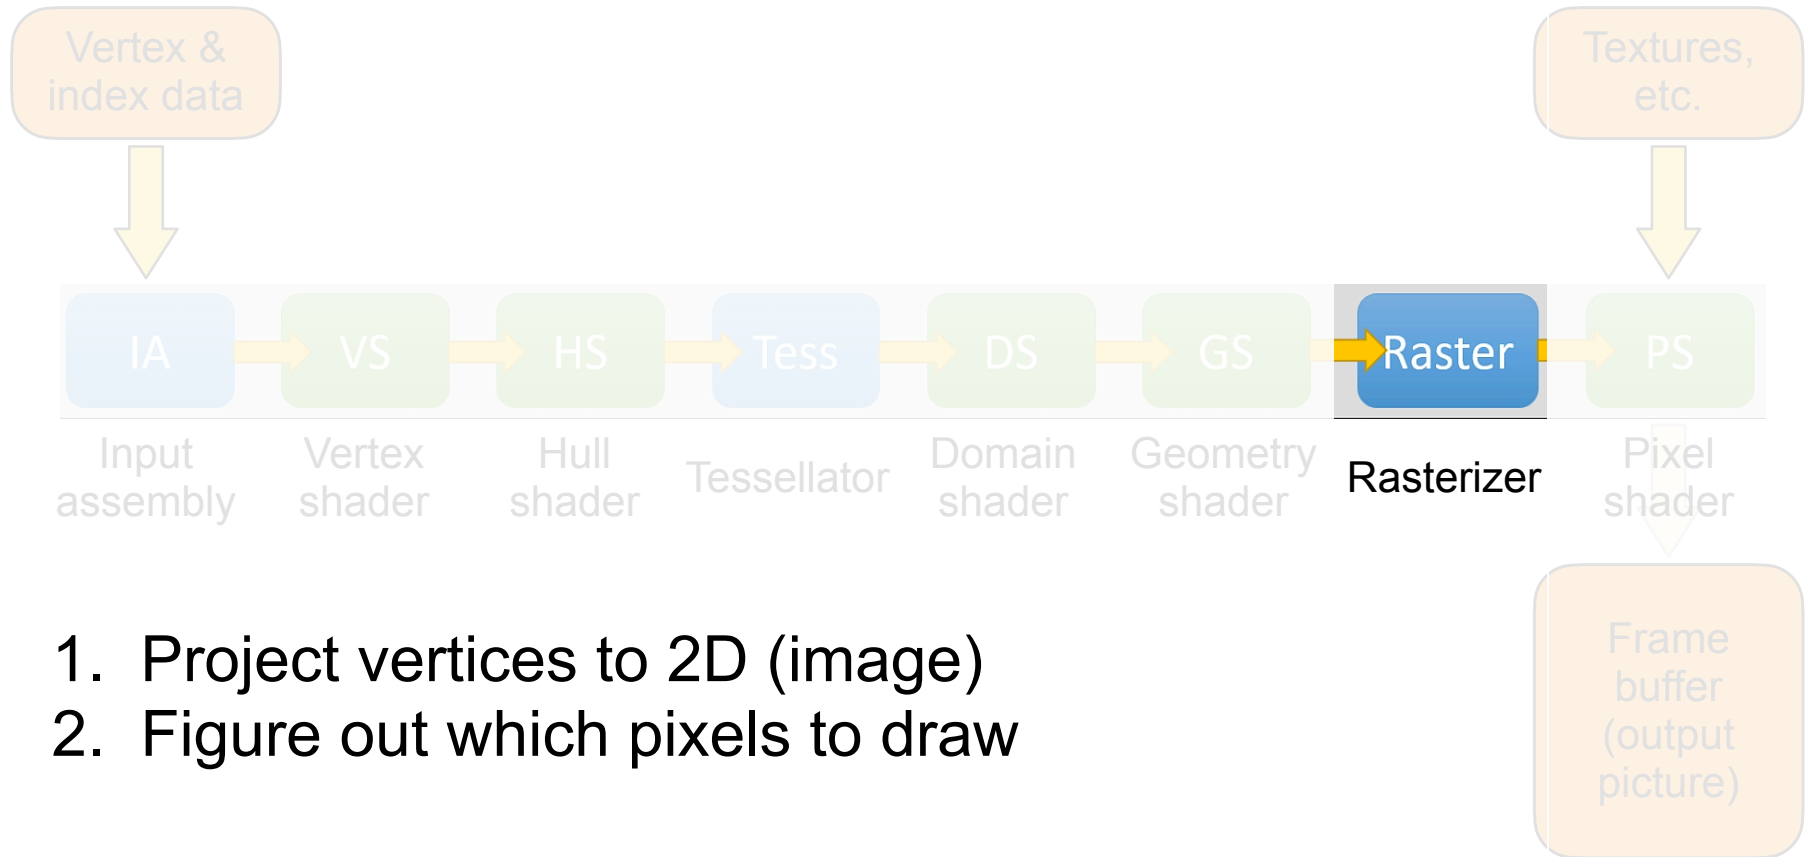 Vertex &
index data
Textures,
etc.
IA
VS
HS
Tess
DS
GS
Raster
PS
Input
assembly
Vertex
shader
Hull
shader
Tessellator
Domain
shader
Geometry
shader
Rasterizer
Pixel
shader
1. Project vertices to 2D (image)
2. Figure out which pixels to draw
Frame
buffer
(output
picture)